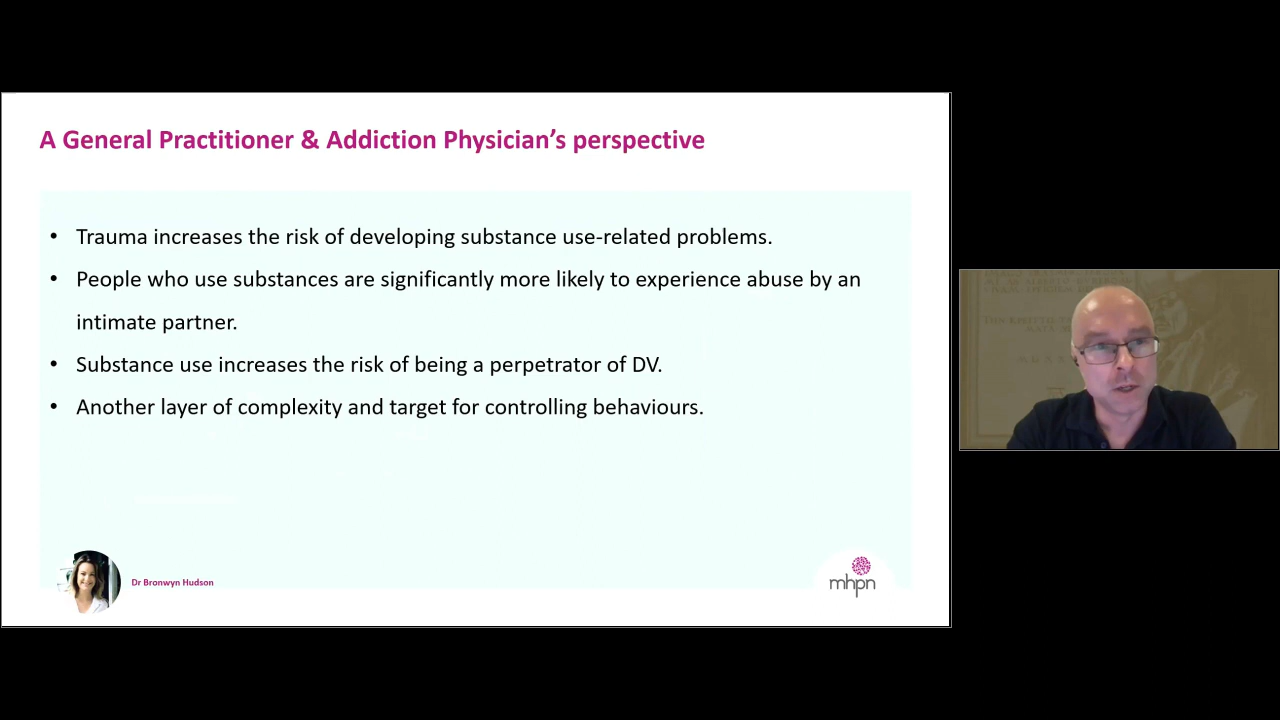 A General Practitioner & Addiction Physician’s perspective
• Trauma increases the risk of developing substance use-related problems.
• People who use substances are significantly more likely to experience abuse by an
intimate partner.
• Substance use increases the risk of being a perpetrator of DV.
• Another layer of complexity and target for controlling behaviours.
Dr Bronwyn Hudson
mhpn